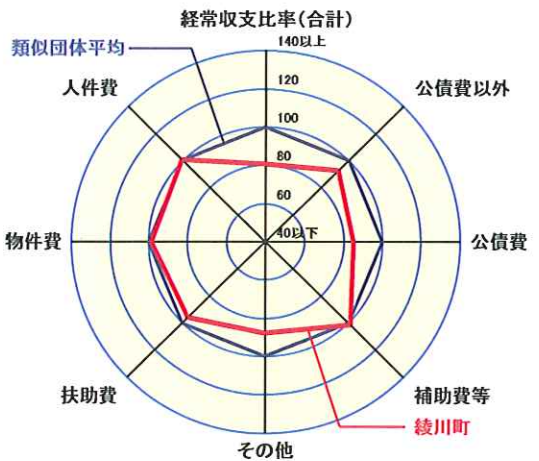 経常収支比率(合計)
140以上
類似団体平均
人件費
120
公債費以外
100
80
60
物件費
40以下
公債費
扶助費
補助費等
綾川町
その他